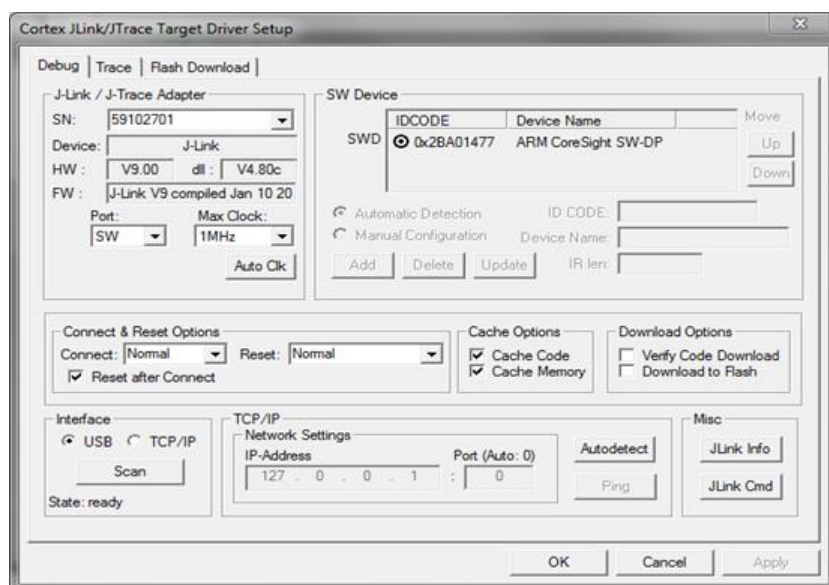 Cortex JLink/JTrace Target Driver Setup
Debug Trace Flash Download
J-Link / J-Trace Adapter
SN: 59102701
Device: J-Link
HW : V9.00 dll : V4.80c
FW : J-Link V9 compiled Jan 10 20
Port: Max Clock:
SW 1MHz
Auto Clk
SW Device
IDCODE Device Name Move
SWD 0x2BA01477 ARM CoreSight SW-DP Up
Down
Automatic Detection ID CODE:
Manual Configuration Device Name:
Add Delete Update IR len:
Connect & Reset Options
Connect: Normal Reset: Normal
Reset after Connect
Cache Options
Cache Code
Cache Memory
Download Options
Verify Code Download
Download to Flash
Interface
USB TCP/IP
Scan
State: ready
TCP/IP
Network Settings
IP-Address Port (Auto: 0)
127 . 0 . 0 . 1 : 0
Autodetect
Ping
Misc
JLink Info
JLink Cmd
OK Cancel Apply